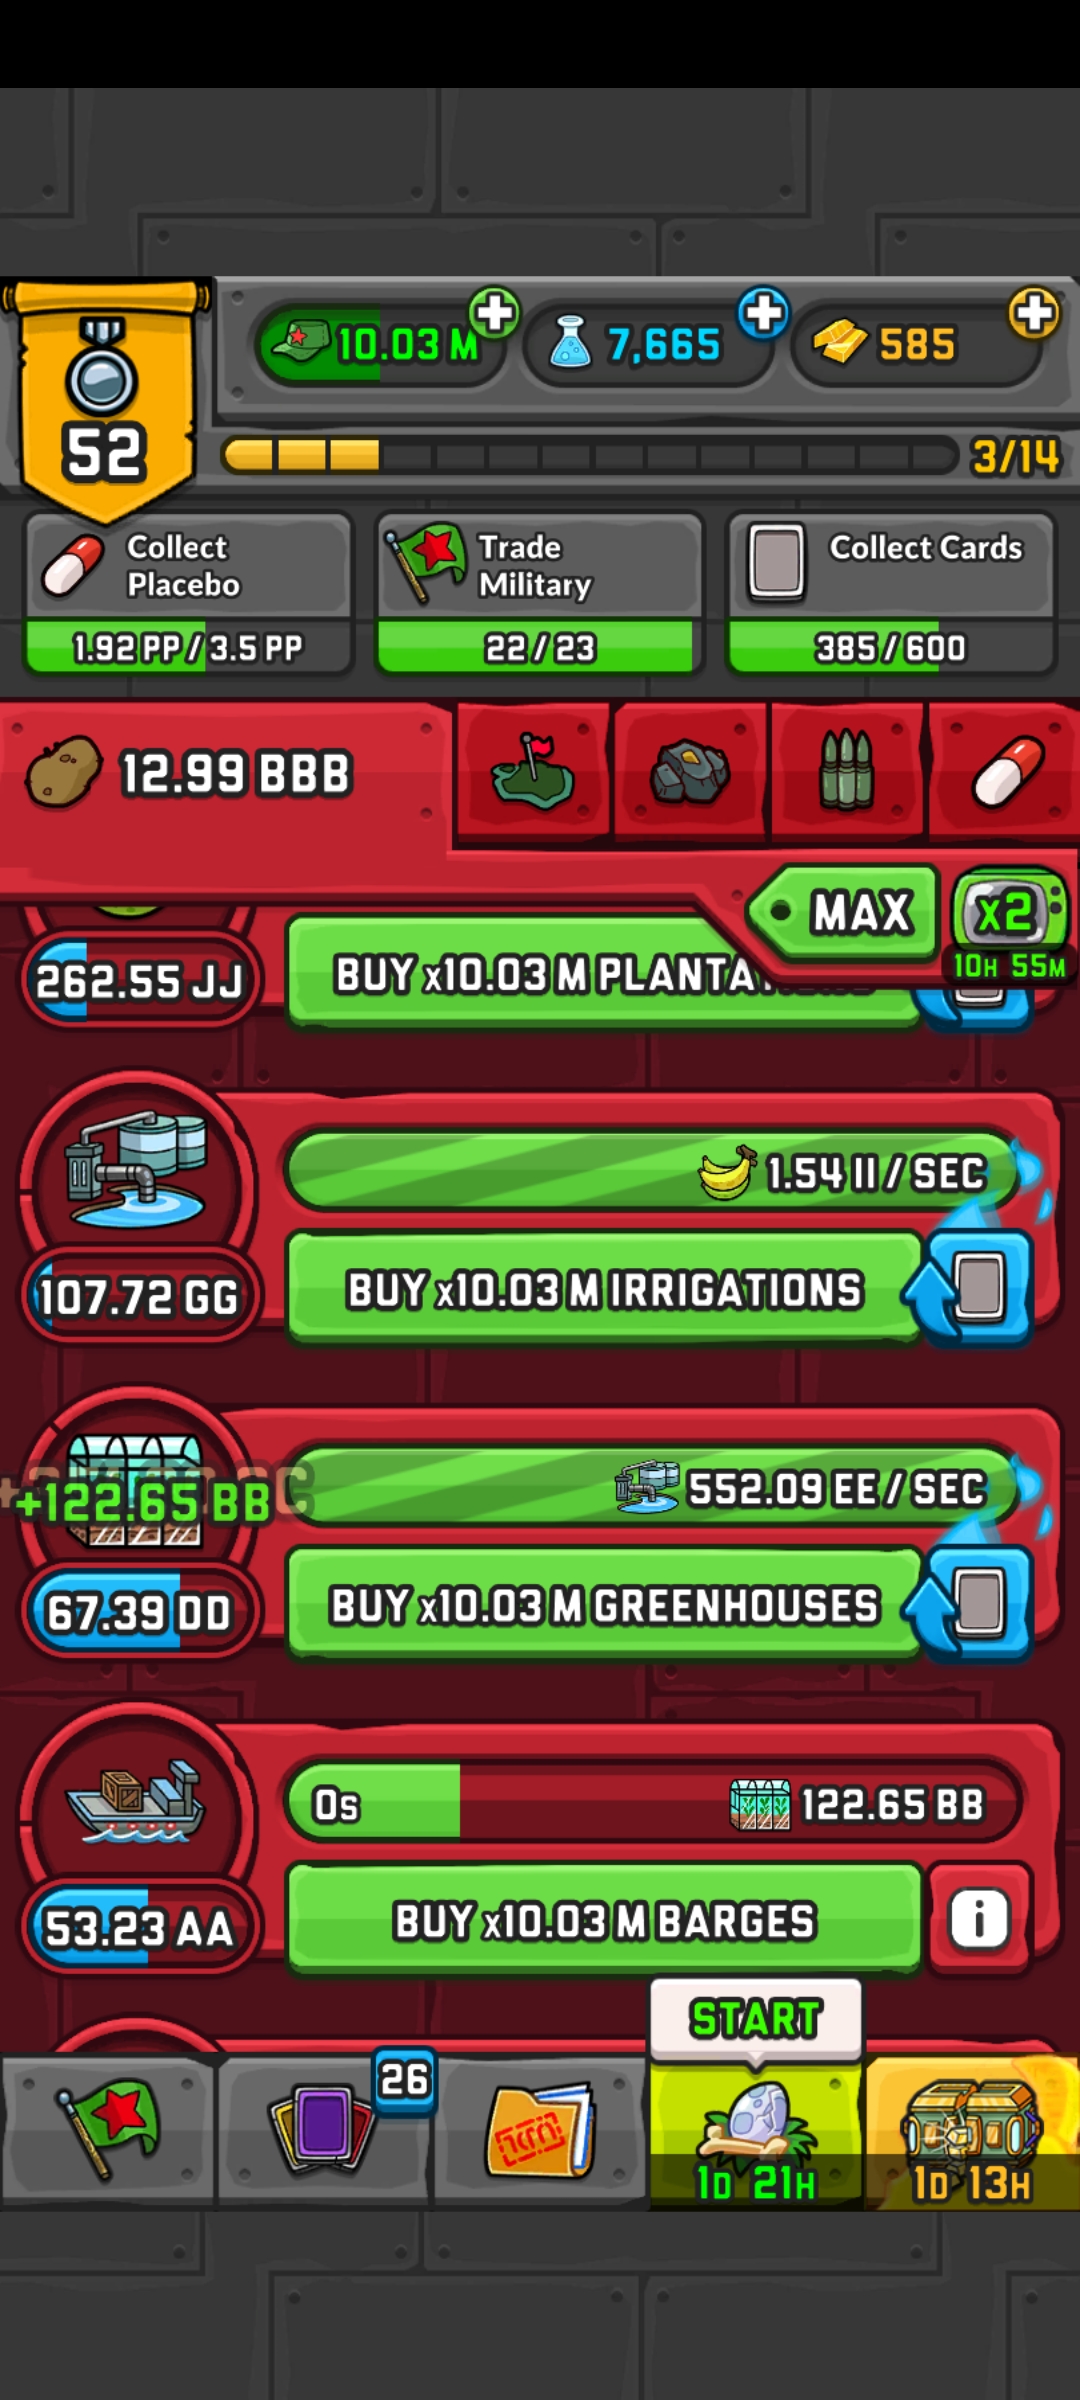 10.03 M
7,665
585
52
3/14
Collect
Placebo
1.92 PP / 3.5 PP
Trade
Military
22 / 23
Collect Cards
385 / 600
12.99 BBB
MAX
x2
10H 55M
262.55 JJ
BUY x10.03 M
1.54 II / SEC
107.72 GG
BUY x10.03 M IRRIGATIONS
+122.65 BB
552.09 EE / SEC
67.39 DD
BUY x10.03 M GREENHOUSES
0s
122.65 BB
53.23 AA
BUY x10.03 M BARGES
i
START
26
1D 21H
1D 13H